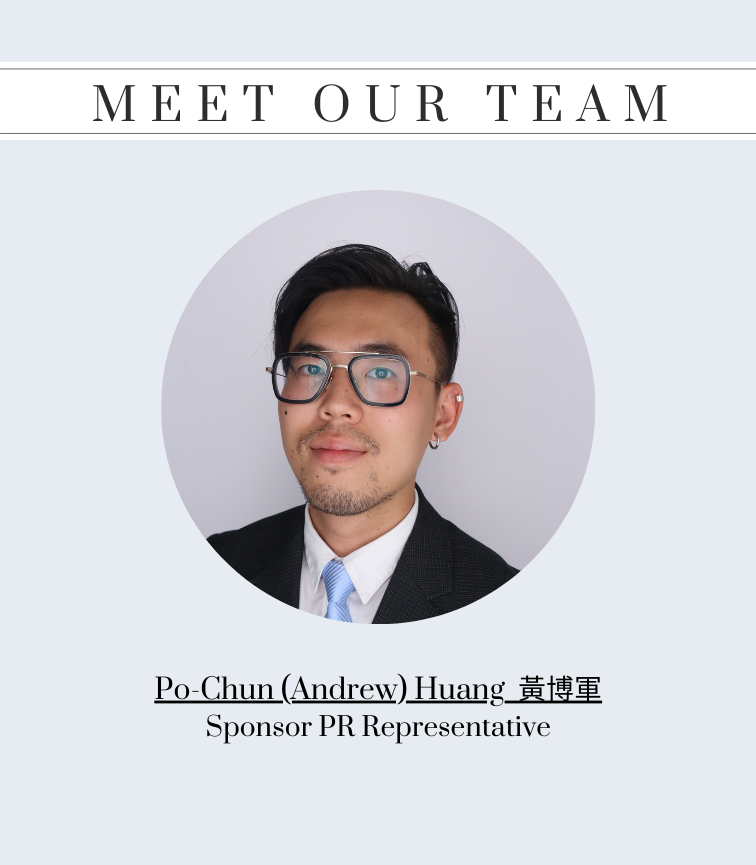 MEET OUR TEAM
Po-Chun (Andrew) Huang 黃博軍
Sponsor PR Representative